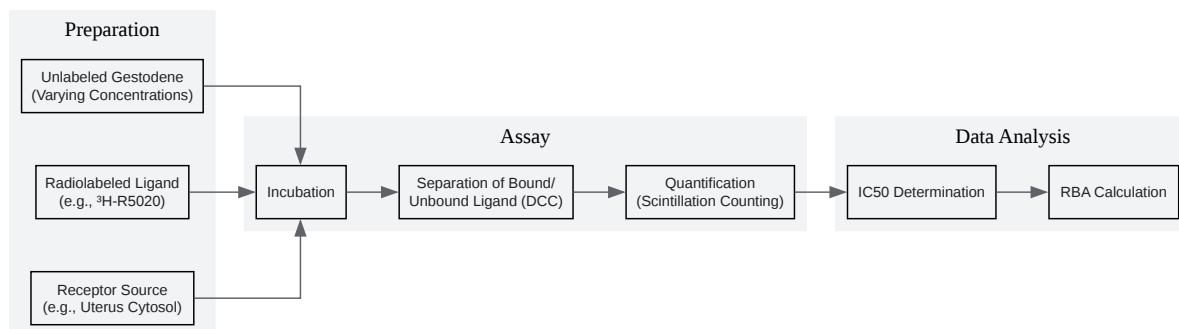 Preparation
Unlabeled Gestodene
(Varying Concentrations)
Radiolabeled Ligand
(e.g., ³H-R5020)
Receptor Source
(e.g., Uterus Cytosol)
Assay
Incubation
Separation of Bound/
Unbound Ligand (DCC)
Quantification
(Scintillation Counting)
Data Analysis
IC50 Determination
RBA Calculation